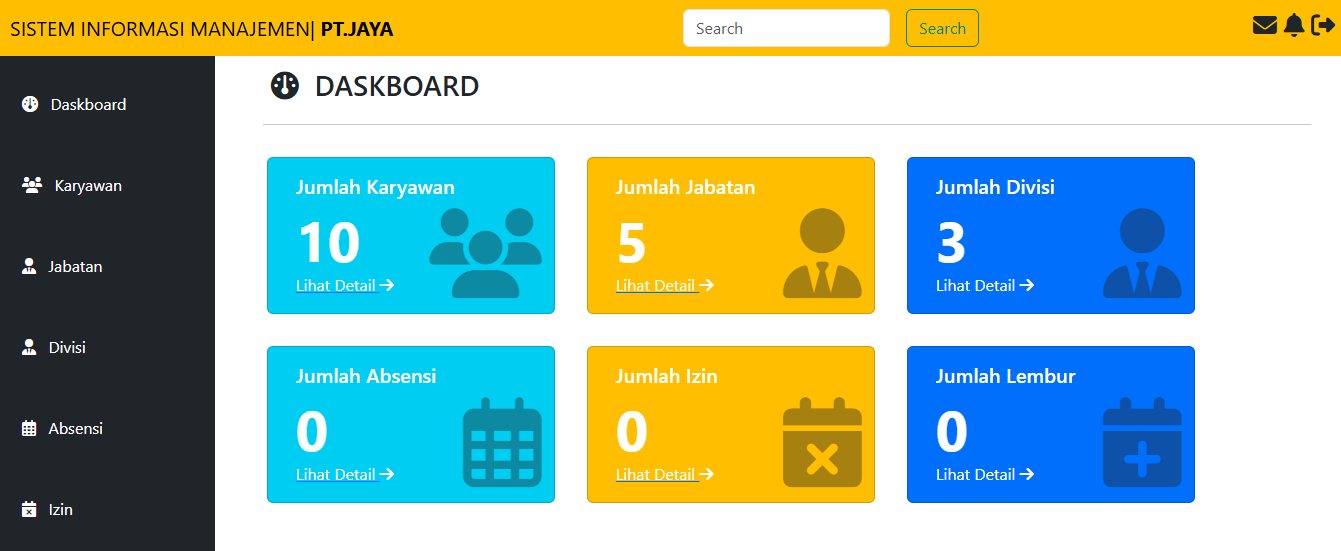 SISTEM INFORMASI MANAJEMEN| PT.JAYA
Search
Search
Daskboard
Karyawan
Jabatan
Divisi
Absensi
Izin
DASKBOARD
Jumlah Karyawan
10
Lihat Detail
Jumlah Jabatan
5
Lihat Detail
Jumlah Divisi
3
Lihat Detail
Jumlah Absensi
0
Lihat Detail
Jumlah Izin
0
Lihat Detail
Jumlah Lembur
0
Lihat Detail